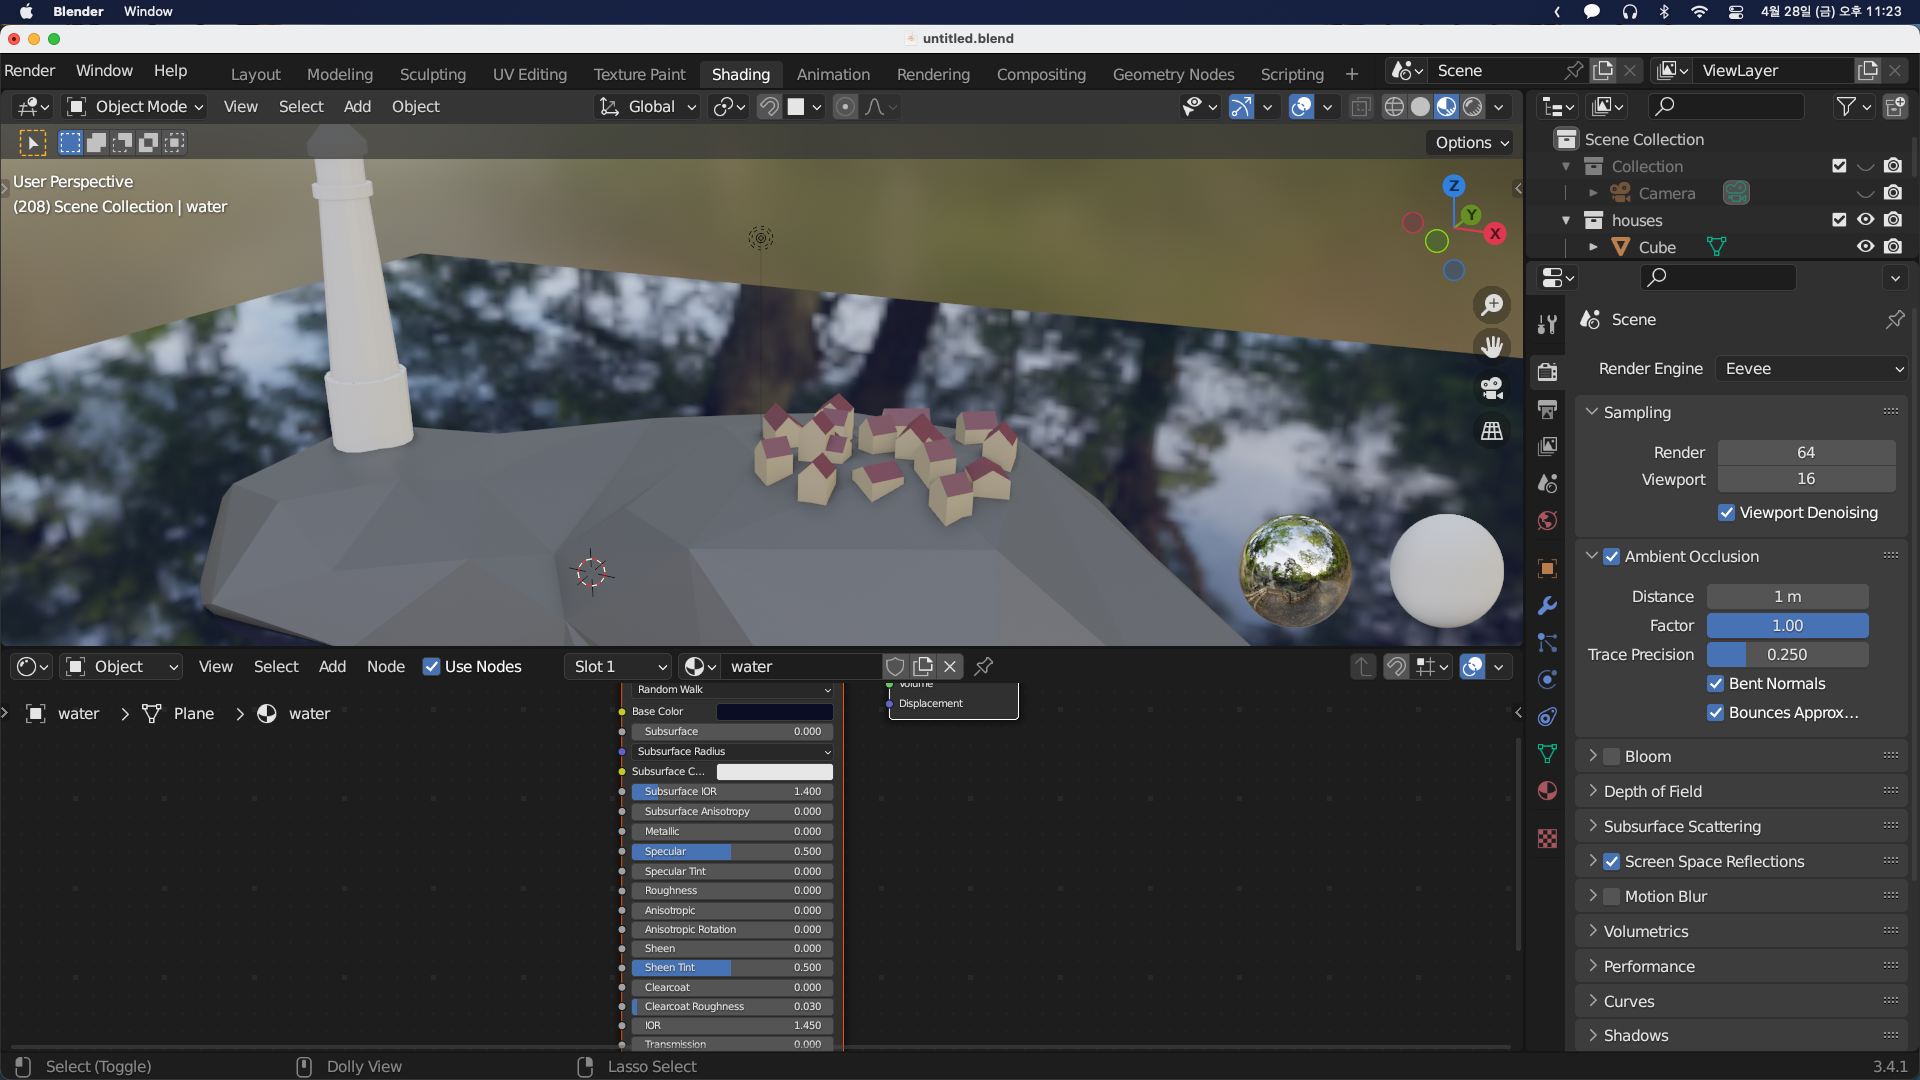 Blender Window
4월 28일 (금) 오후 11:23
untitled.blend
Render Window Help
Layout Modeling Sculpting UV Editing Texture Paint Shading Animation Rendering Compositing Geometry Nodes Scripting +
Scene
ViewLayer
Object Mode View Select Add Object
Global
Options
User Perspective
(208) Scene Collection | water
Z
Y
X
Scene Collection
Collection
Camera
houses
Cube
Scene
Render Engine Eevee
Sampling
Render 64
Viewport 16
Viewport Denoising
Ambient Occlusion
Distance 1 m
Factor 1.00
Trace Precision 0.250
Bent Normals
Bounces Approx...
Bloom
Depth of Field
Subsurface Scattering
Screen Space Reflections
Motion Blur
Volumetrics
Performance
Curves
Shadows
Object View Select Add Node Use Nodes Slot 1 water
water > Plane > water
Random Walk
Base Color
Subsurface 0.000
Subsurface Radius
Subsurface C...
Subsurface IOR 1.400
Subsurface Anisotropy 0.000
Metallic 0.000
Specular 0.500
Specular Tint 0.000
Roughness 0.000
Anisotropic 0.000
Anisotropic Rotation 0.000
Sheen 0.000
Sheen Tint 0.500
Clearcoat 0.000
Clearcoat Roughness 0.030
IOR 1.450
Transmission 0.000
Volume
Displacement
Select (Toggle) Dolly View Lasso Select
3.4.1